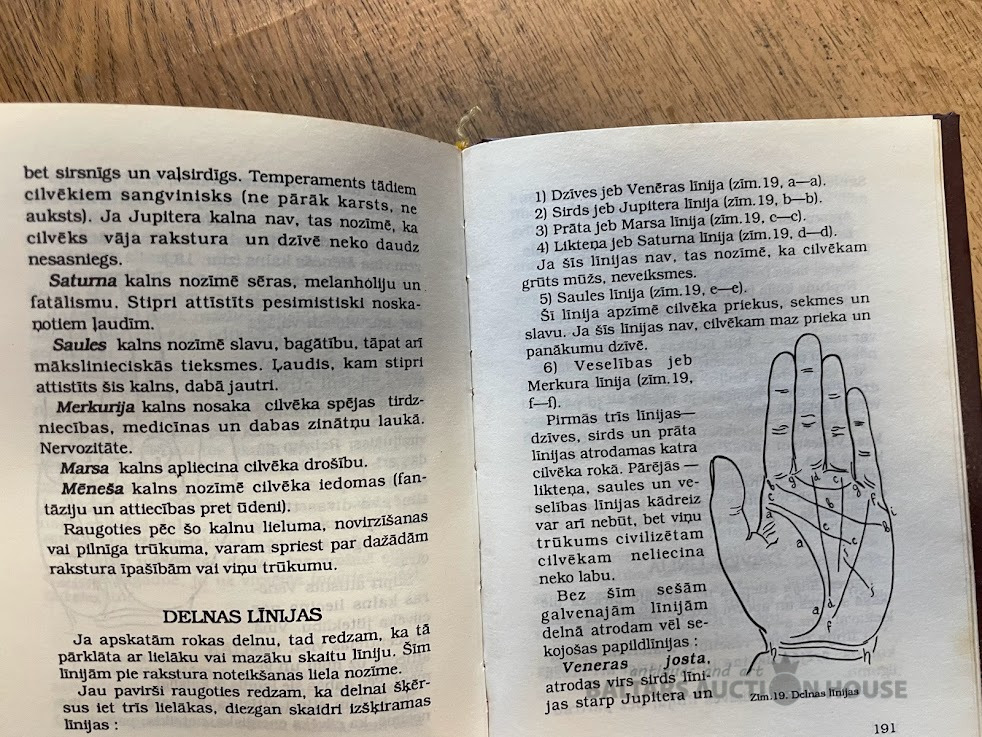 bet sirsnīgs un vaļsirdīgs. Temperaments tādiem
cilvēkiem sangvinisks (ne pārāk karsts, ne
auksts). Ja Jupitera kalna nav, tas nozīmē, ka
cilvēks vāja rakstura un dzīvē neko daudz
nesasniegs.
Saturna kalns nozīmē sēras, melanholiju un
fatālismu. Stipri attīstīts pesimistiski noska-
ņotiem ļaudīm.
Saules kalns nozīmē slavu, bagātību, tāpat arī
mākslinieciskās tieksmes. Ļaudis, kam stipri
attistīts šis kalns, dabā jautri.
Merkurija kalns nosaka cilvēka spējas tirdz-
niecības, medicīnas un dabas zinātņu laukā.
Nervozitāte.
Marsa kalns apliecina cilvēka drošību.
Mēneša kalns nozīmē cilvēka iedomas (fan-
tāziju un attiecības pret ūdeni).
Raugoties pēc šo kalnu lieluma, novirzīšanas
vai pilnīga trūkuma, varam spriest par dažādām
rakstura īpašībām vai viņu trūkumu.
DELNAS LĪNIJAS
Ja apskatām rokas delnu, tad redzam, ka tā
pārklāta ar lielāku vai mazāku skaitu līniju. Šīm
līnijām pie rakstura noteikšanas liela nozīme.
Jau pavirši raugoties redzam, ka delnai šķēr-
sus iet trīs lielākas, diezgan skaidri izšķiramas
līnijas :
1) Dzīves jeb Venēras līnija (zīm.19, a—a).
2) Sirds jeb Jupitera līnija (zīm.19, b—b).
3) Prāta jeb Marsa līnija (zīm.19, c—c).
4) Likteņa jeb Saturna līnija (zīm.19, d—d).
Ja šīs līnijas nav, tas nozīmē, ka cilvēkam
grūts mūžs, neveiksmes.
5) Saules līnija (zīm.19, e—e).
Šī līnija apzīmē cilvēka priekus, sekmes un
slavu. Ja šīs līnijas nav, cilvēkam maz prieka un
panākumu dzīvē.
6) Veselības jeb
Merkura līnija (zīm.19,
f—f).
Pirmās trīs līnijas—
dzīves, sirds un prāta
līnijas atrodamas katra
cilvēka rokā. Pārējās —
likteņa, saules un ve-
selības līnijas kādreiz
var arī nebūt, bet viņu
trūkums civilizētam
cilvēkam neliecina
neko labu.
Bez šīm sešām
galvenajām līnijām
delnā atrodam vēl se-
kojošas papildlīnijas :
Veneras josta,
atrodas virs sirds līni-
jas starp Jupitera un
Zīm.19. Delnas līnijas
191
antique and art
BALTARS AUCTION HOUSE